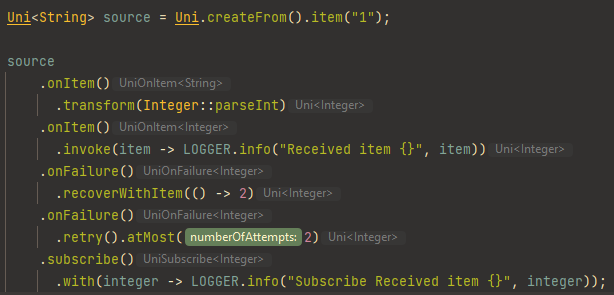 Uni<String> source = Uni.createFrom().item("1");
source
.onItem() UniOnItem<String>
.transform(Integer::parseInt) Uni<Integer>
.onItem() UniOnItem<Integer>
.invoke(item -> LOGGER.info("Received item {}", item)) Uni<Integer>
.onFailure() UniOnFailure<Integer>
.recoverWithItem(() -> 2) Uni<Integer>
.onFailure() UniOnFailure<Integer>
.retry().atMost( numberOfAttempts: 2) Uni<Integer>
.subscribe() UniSubscribe<Integer>
.with(integer -> LOGGER.info("Subscribe Received item {}", integer));